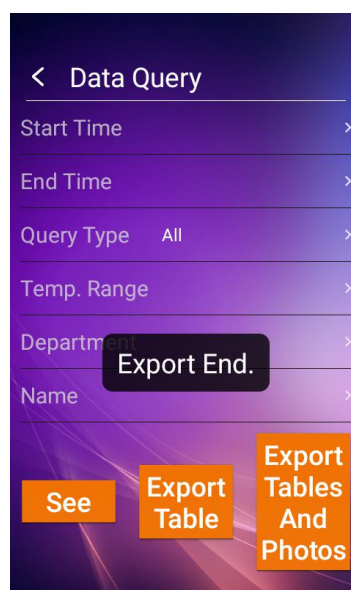 Data Query
Start Time
End Time
Query Type All
Temp. Range
Department
Export End.
Name
See
Export
Table
Export
Tables
And
Photos